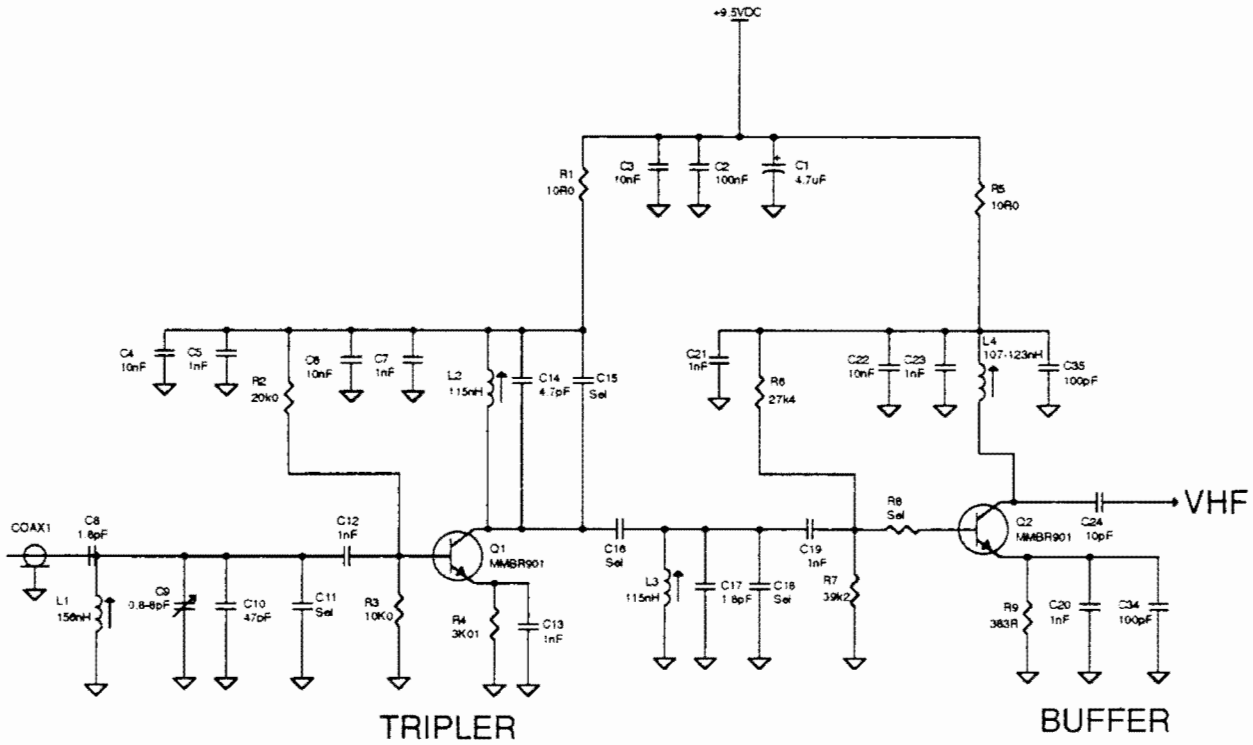 +9.5VDC
R1
10R0
C3
10nF
C2
100nF
C1
4.7uF
R5
10R0
C4
10nF
C5
1nF
R2
20k0
C6
10nF
C7
1nF
L2
115nH
C14
4.7pF
C15
Sel
C21
1nF
R6
27k4
C22
10nF
C23
1nF
L4
107-123nH
C35
100pF
COAX1
C8
1.8pF
L1
156nH
C9
0.8-8pF
C10
47pF
C11
Sel
C12
1nF
R3
10K0
Q1
MMBR901
R4
3K01
C13
1nF
C16
Sel
L3
115nH
C17
1.8pF
C18
Sel
C19
1nF
R7
39k2
R8
Sel
Q2
MMBR901
C24
10pF
VHF
R9
383R
C20
1nF
C34
100pF
TRIPLER
BUFFER